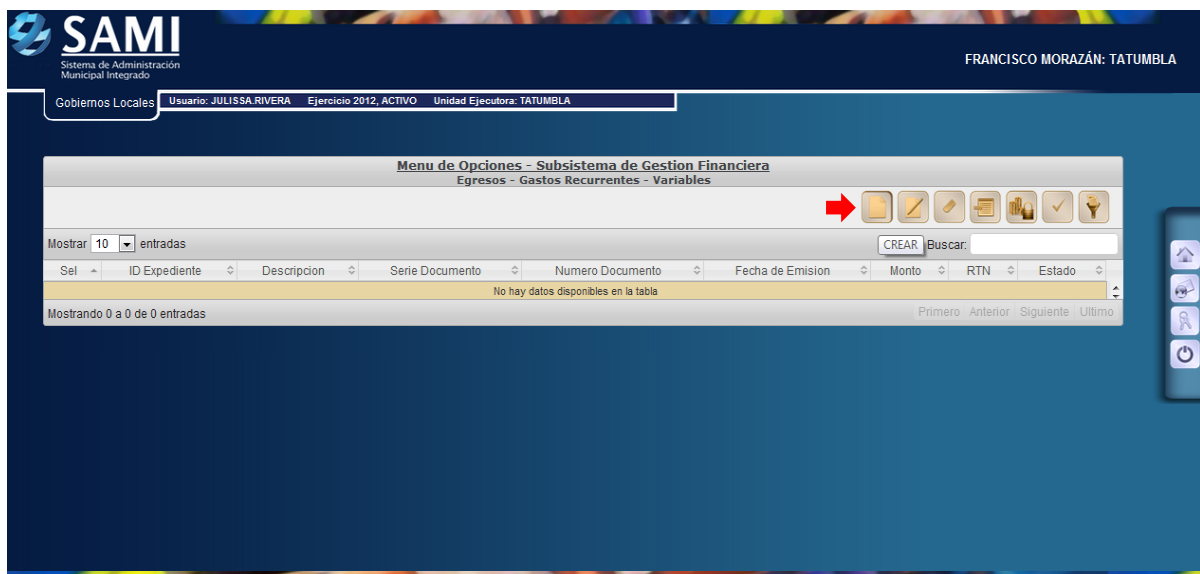 SAMI
Sistema de Administración
Municipal Integrado
FRANCISCO MORAZÁN: TATUMBLA
Gobiernos Locales
Usuario: JULISSA.RIVERA Ejercicio 2012, ACTIVO Unidad Ejecutora: TATUMBLA
Menu de Opciones - Subsistema de Gestion Financiera
Egresos - Gastos Recurrentes - Variables
Mostrar 10 entradas
CREAR Buscar:
Sel ID Expediente Descripcion Serie Documento Numero Documento Fecha de Emision Monto RTN Estado
No hay datos disponibles en la tabla
Mostrando 0 a 0 de 0 entradas
Primero Anterior Siguiente Ultimo